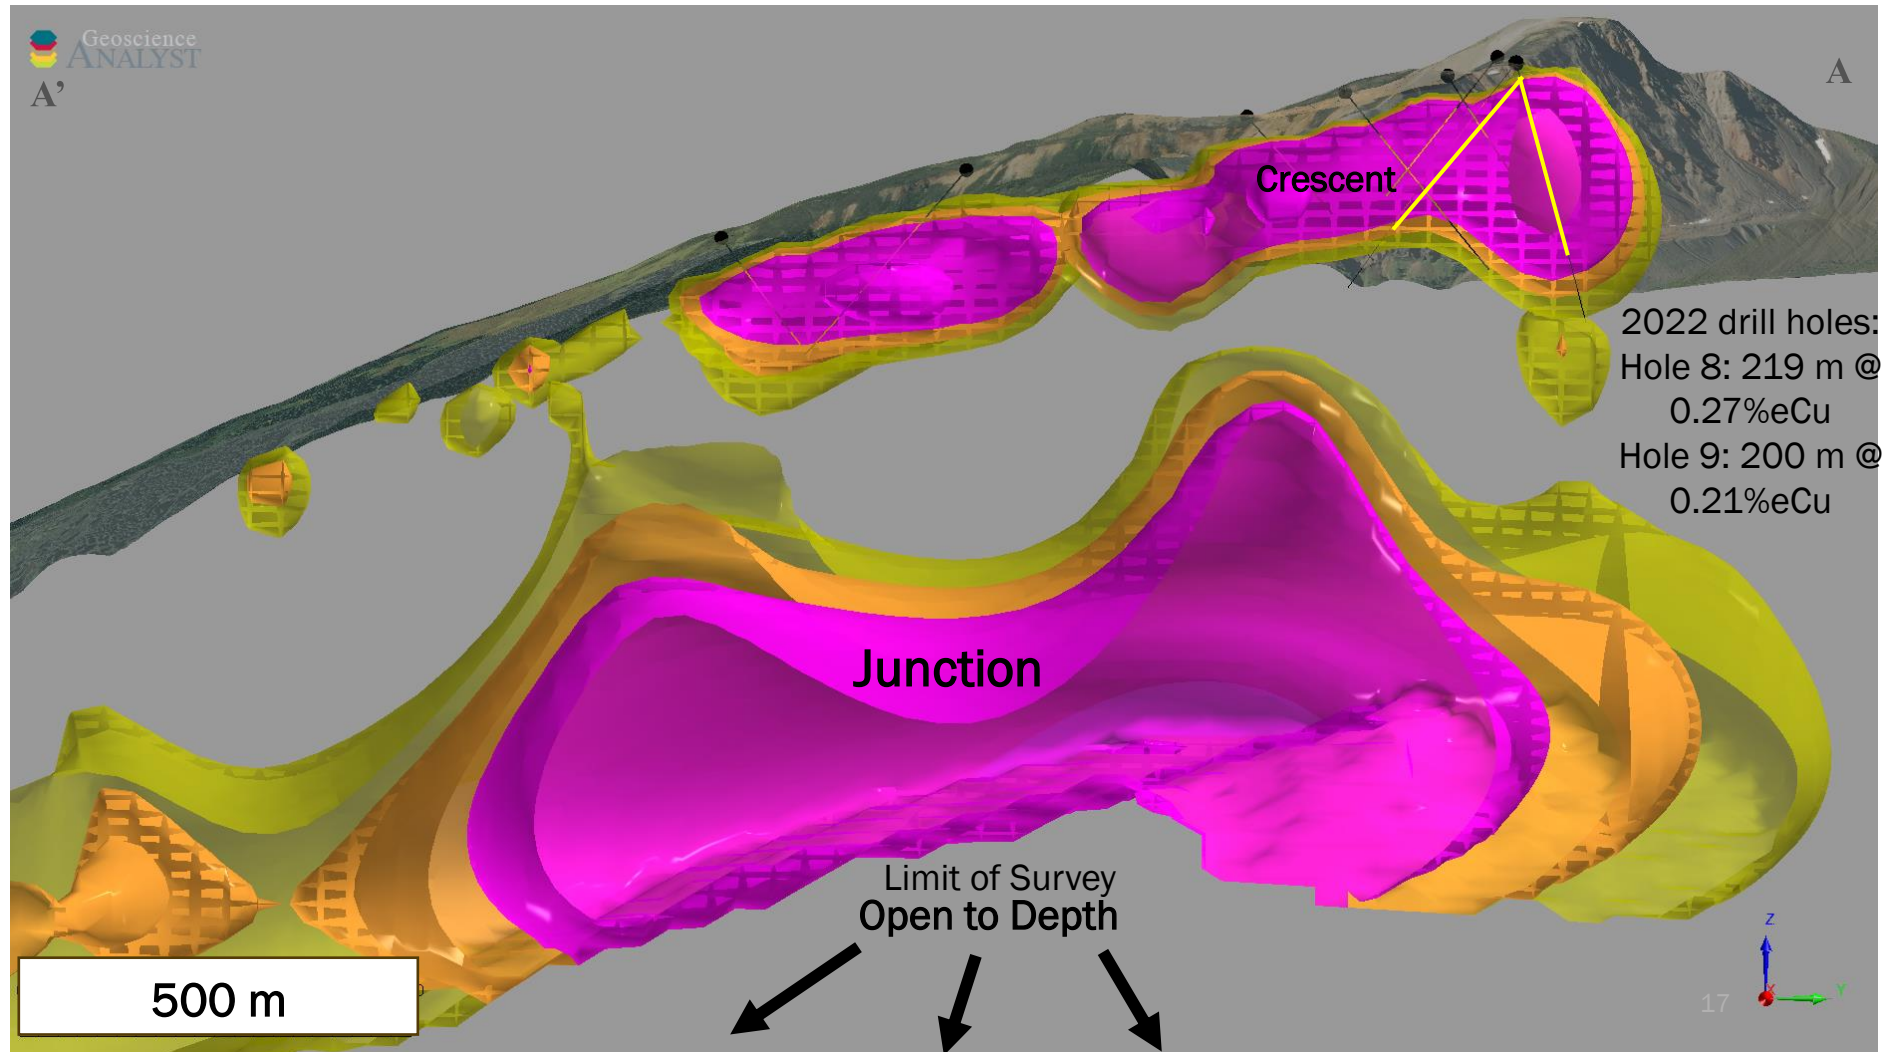 Geoscience
ANALYST
A’
A
Crescent
2022 drill holes:
Hole 8: 219 m @
0.27%eCu
Hole 9: 200 m @
0.21%eCu
Junction
Limit of Survey
Open to Depth
500 m
Z
X
Y
17